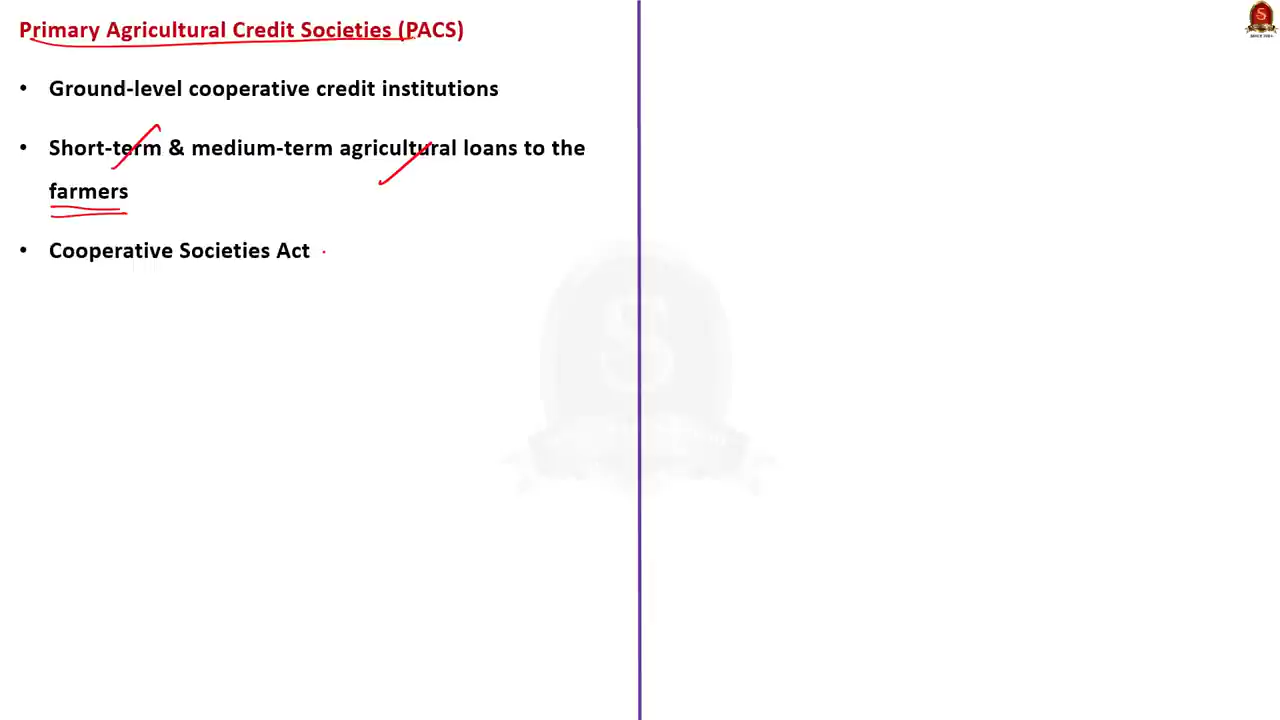 Primary Agricultural Credit Societies (PACS)
• Ground-level cooperative credit institutions
• Short-term & medium-term agricultural loans to the
farmers
• Cooperative Societies Act
S